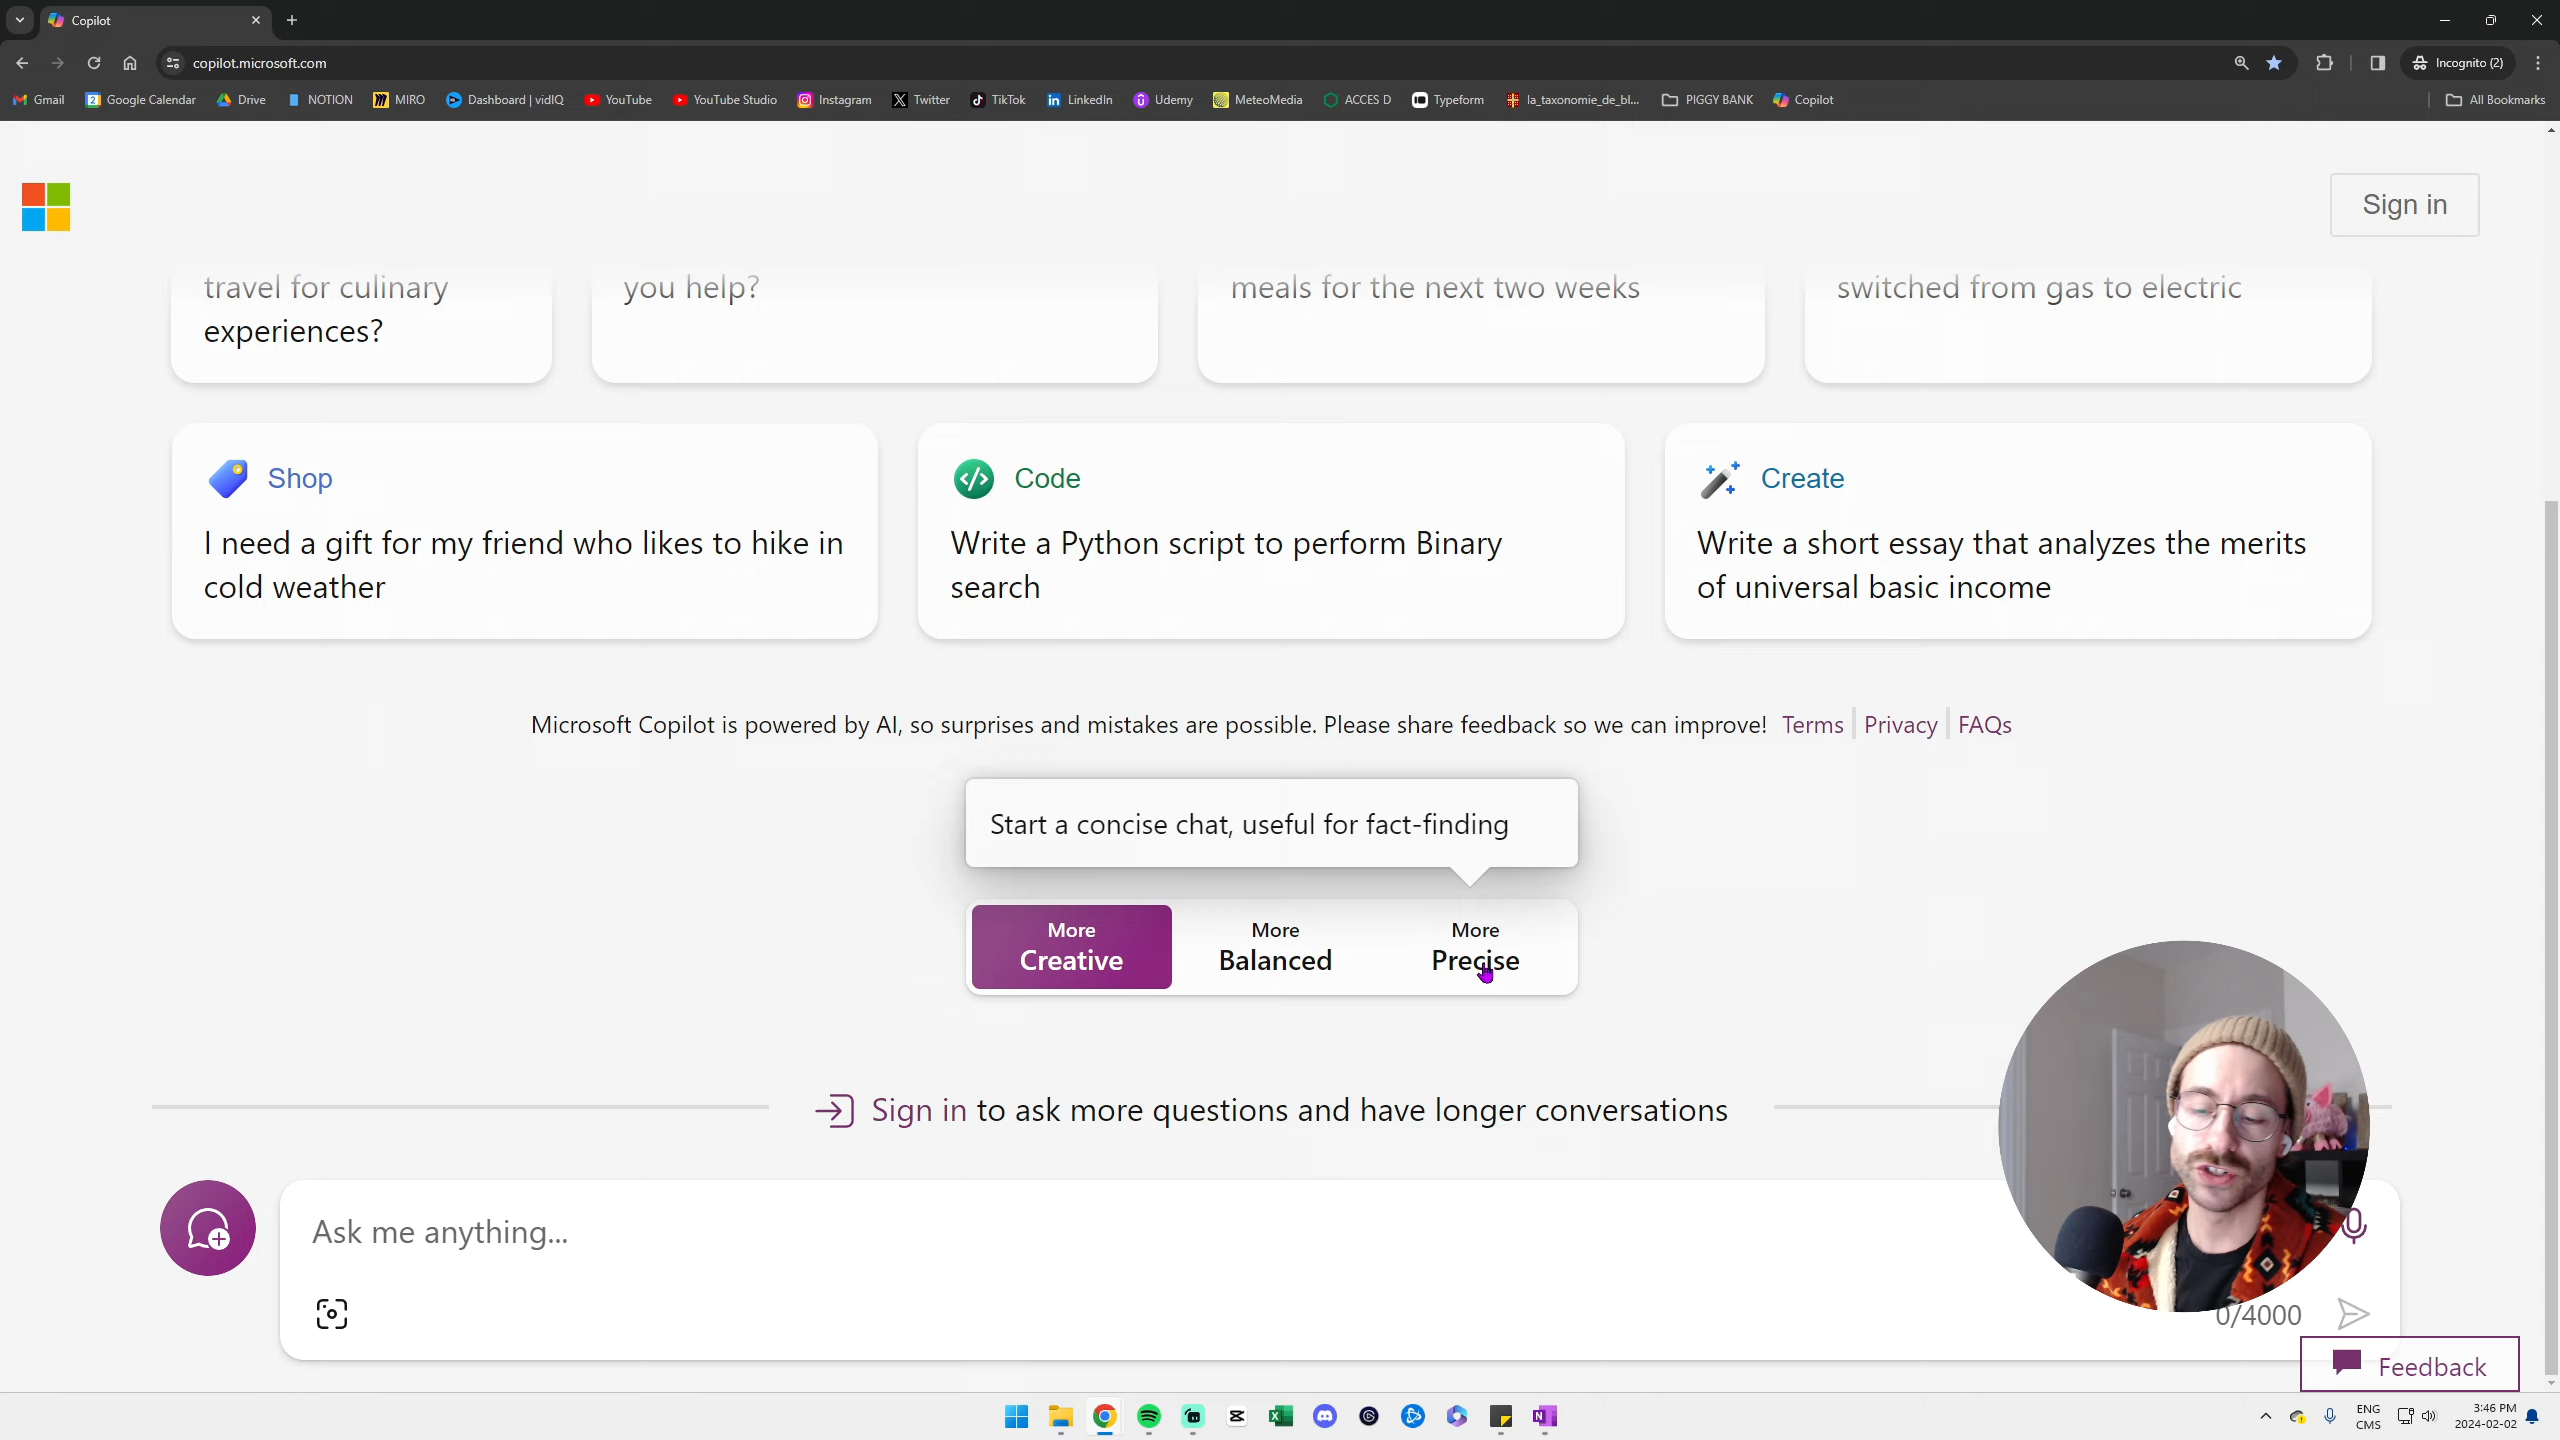 Copilot
copilot.microsoft.com
Incognito (2)
Gmail
Google Calendar
Drive
NOTION
MIRO
Dashboard | vidIQ
YouTube
YouTube Studio
Instagram
Twitter
TikTok
LinkedIn
Udemy
MeteoMedia
ACCES D
Typeform
la_taxonomie_de_bl...
PIGGY BANK
Copilot
All Bookmarks
Sign in
travel for culinary
experiences?
you help?
meals for the next two weeks
switched from gas to electric
Shop
I need a gift for my friend who likes to hike in
cold weather
Code
Write a Python script to perform Binary
search
Create
Write a short essay that analyzes the merits
of universal basic income
Microsoft Copilot is powered by AI, so surprises and mistakes are possible. Please share feedback so we can improve! Terms Privacy FAQs
Start a concise chat, useful for fact-finding
More
Creative
More
Balanced
More
Precise
Sign in to ask more questions and have longer conversations
Ask me anything...
0/4000
Feedback
ENG
CMS
3:46 PM
2024-02-02